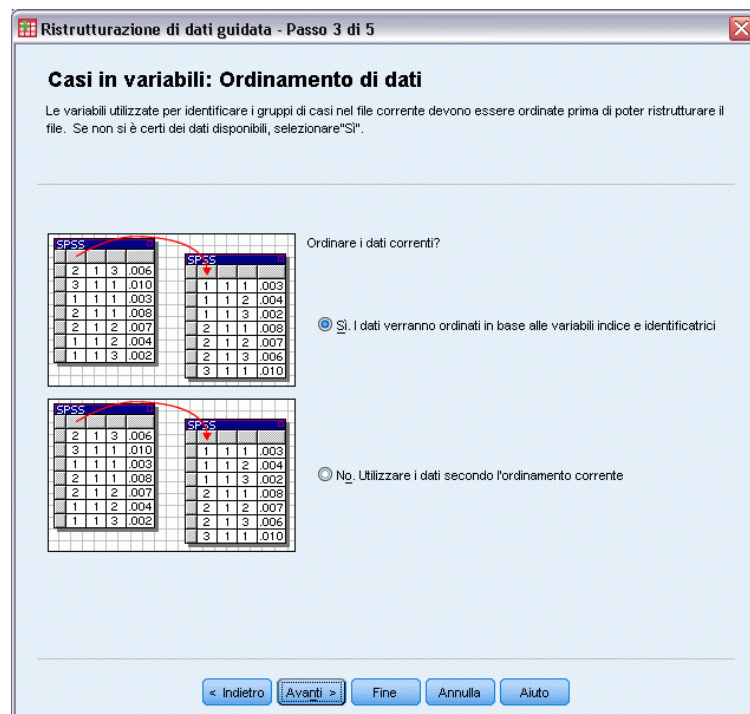 Ristrutturazione di dati guidata - Passo 3 di 5
Casi in variabili: Ordinamento di dati
Le variabili utilizzate per identificare i gruppi di casi nel file corrente devono essere ordinate prima di poter ristrutturare il
file. Se non si è certi dei dati disponibili, selezionare"Sì".
Ordinare i dati correnti?
SPSS
2 1 3 .006
3 1 1 .010
1 1 1 .003
2 1 1 .008
2 1 2 .007
1 1 2 .004
1 1 3 .002
SPSS
1 1 1 .003
1 1 2 .004
1 1 3 .002
2 1 1 .008
2 1 2 .007
2 1 3 .006
3 1 1 .010
Sì. I dati verranno ordinati in base alle variabili indice e identificatrici
SPSS
2 1 3 .006
3 1 1 .010
1 1 1 .003
2 1 1 .008
2 1 2 .007
1 1 2 .004
1 1 3 .002
SPSS
1 1 1 .003
1 1 2 .004
1 1 3 .002
2 1 1 .008
2 1 2 .007
2 1 3 .006
3 1 1 .010
No. Utilizzare i dati secondo l'ordinamento corrente
< Indietro Avanti > Fine Annulla Aiuto